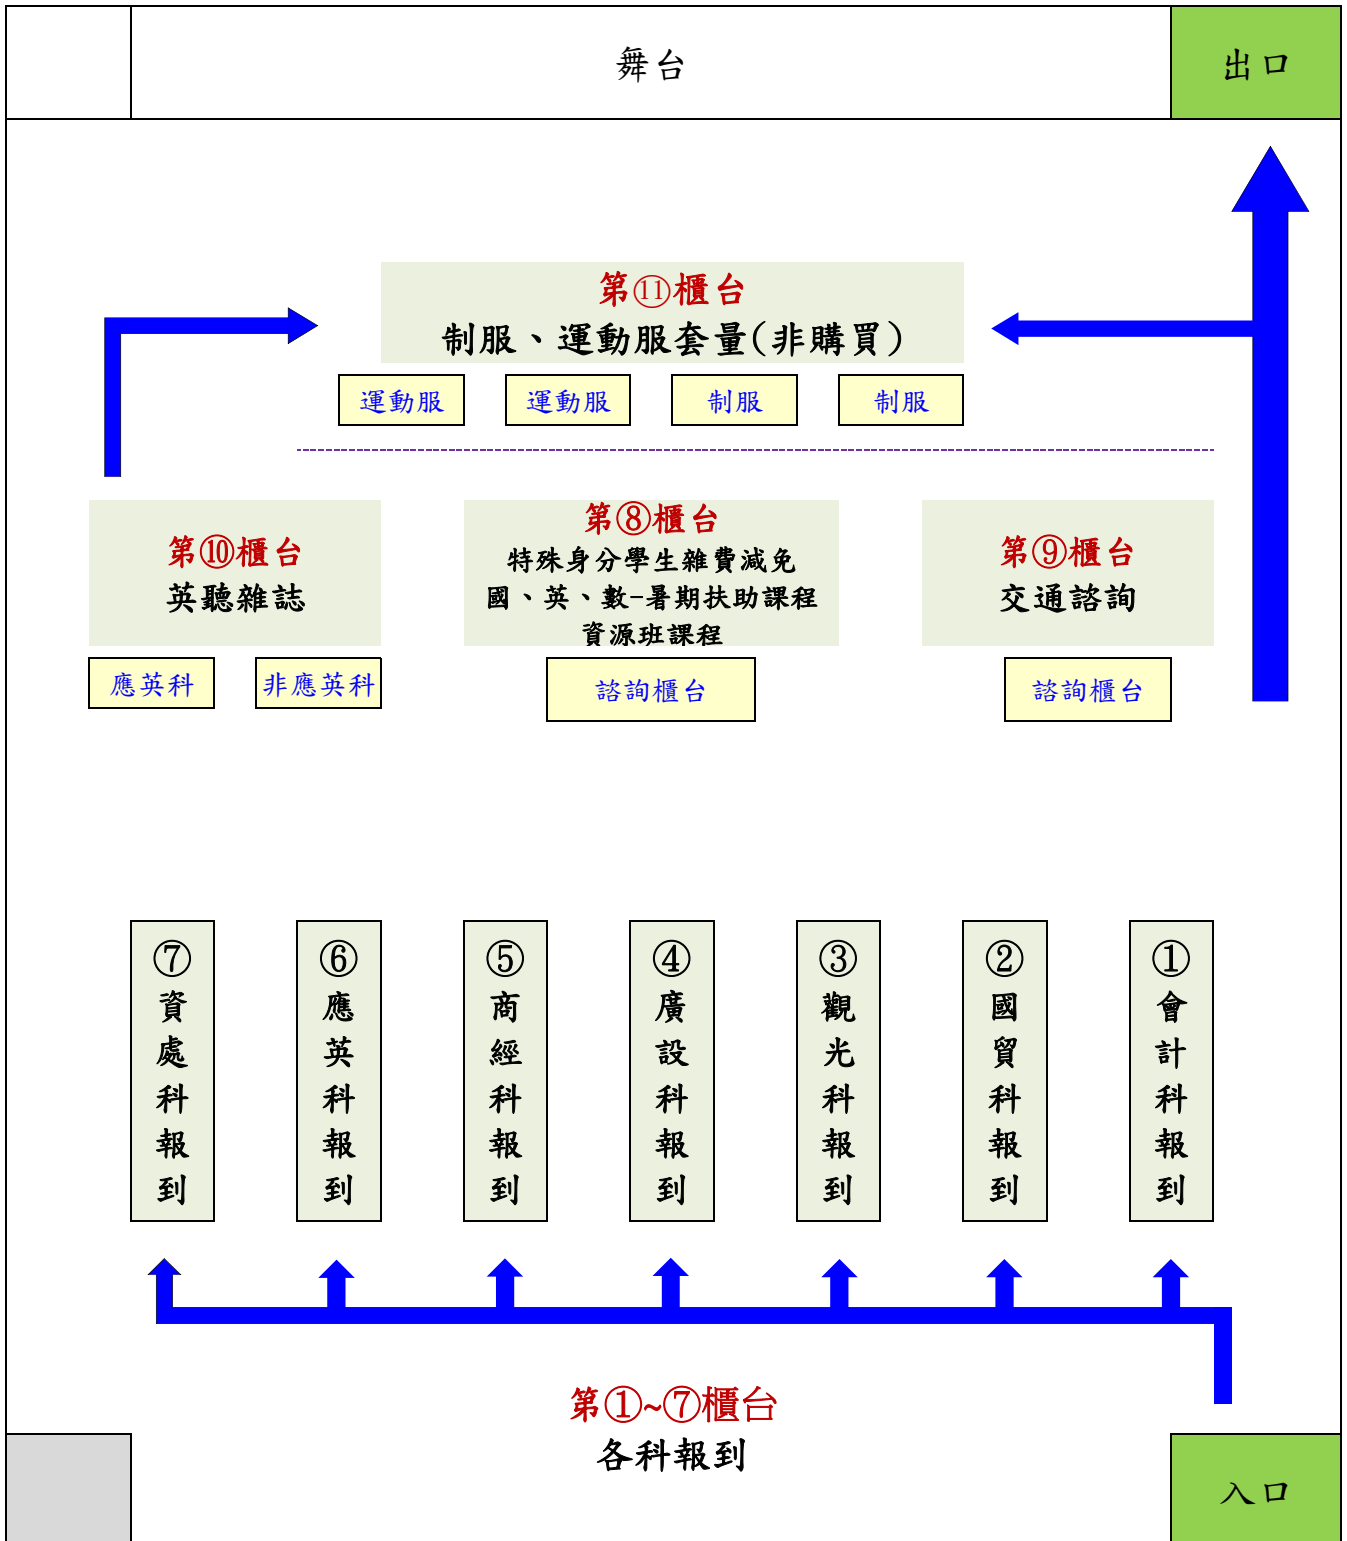 舞台
出口
第⑪櫃台
制服、運動服套量(非購買)
運動服
運動服
制服
制服
第⑩櫃台
英聽雜誌
應英科
非應英科
第⑧櫃台
特殊身分學生雜費減免
國、英、數-暑期扶助課程
資源班課程
諮詢櫃台
第⑨櫃台
交通諮詢
諮詢櫃台
⑦資處科報到
⑥應英科報到
⑤商經科報到
④廣設科報到
③觀光科報到
②國貿科報到
①會計科報到
第①~⑦櫃台
各科報到
入口